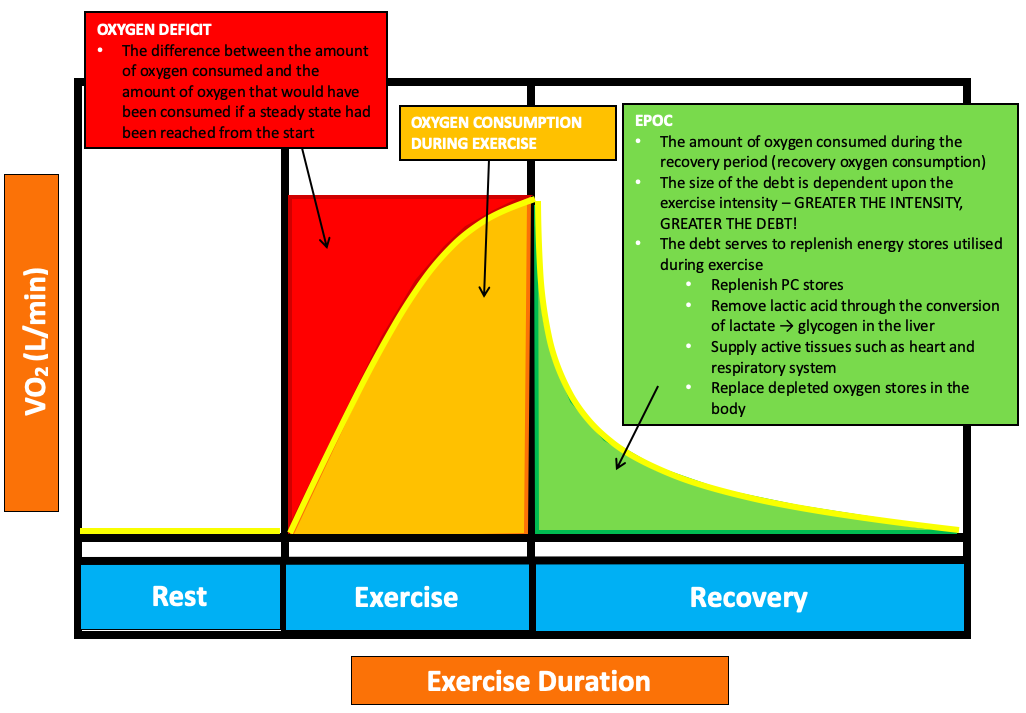 OXYGEN DEFICIT
• The difference between the amount
of oxygen consumed and the
amount of oxygen that would have
been consumed if a steady state had
been reached from the start
OXYGEN CONSUMPTION
DURING EXERCISE
EPOC
• The amount of oxygen consumed during the
recovery period (recovery oxygen consumption)
• The size of the debt is dependent upon the
exercise intensity – GREATER THE INTENSITY,
GREATER THE DEBT!
• The debt serves to replenish energy stores utilised
during exercise
• Replenish PC stores
• Remove lactic acid through the conversion
of lactate → glycogen in the liver
• Supply active tissues such as heart and
respiratory system
• Replace depleted oxygen stores in the
body
VO₂ (L/min)
Rest
Exercise
Recovery
Exercise Duration